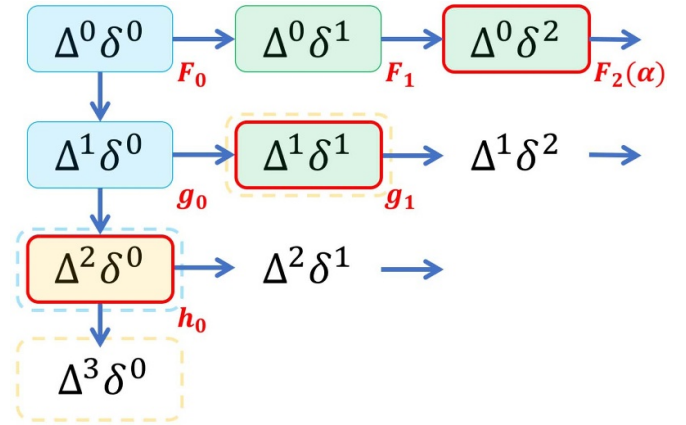 Δ⁰δ⁰ Δ⁰δ¹ Δ⁰δ²
F₀ F₁ F₂(α)
Δ¹δ⁰ Δ¹δ¹ Δ¹δ²
g₀ g₁
Δ²δ⁰ Δ²δ¹
h₀
Δ³δ⁰